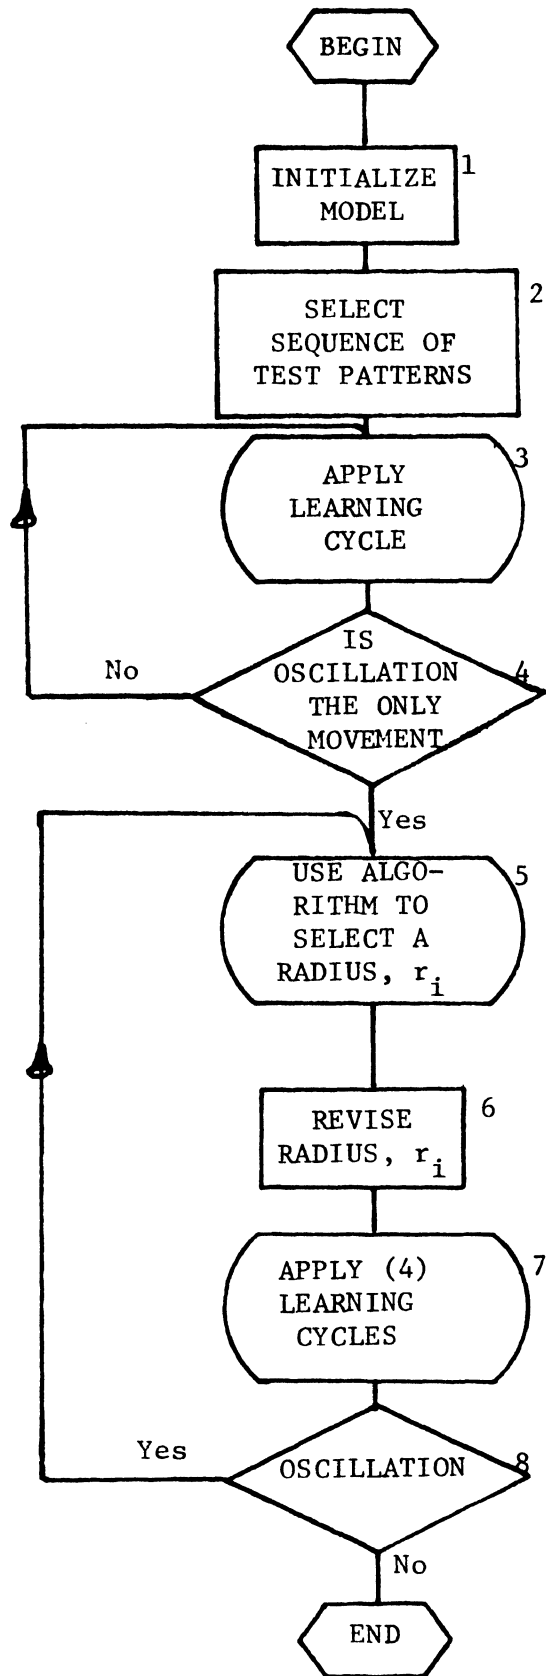 BEGIN
1
INITIALIZE
MODEL
2
SELECT
SEQUENCE OF
TEST PATTERNS
3
APPLY
LEARNING
CYCLE
IS
OSCILLATION
THE ONLY
MOVEMENT
4
No
Yes
USE ALGO-
RITHM TO
SELECT A
RADIUS, ri
5
6
REVISE
RADIUS, ri
7
APPLY (4)
LEARNING
CYCLES
Yes
OSCILLATION
8
No
END